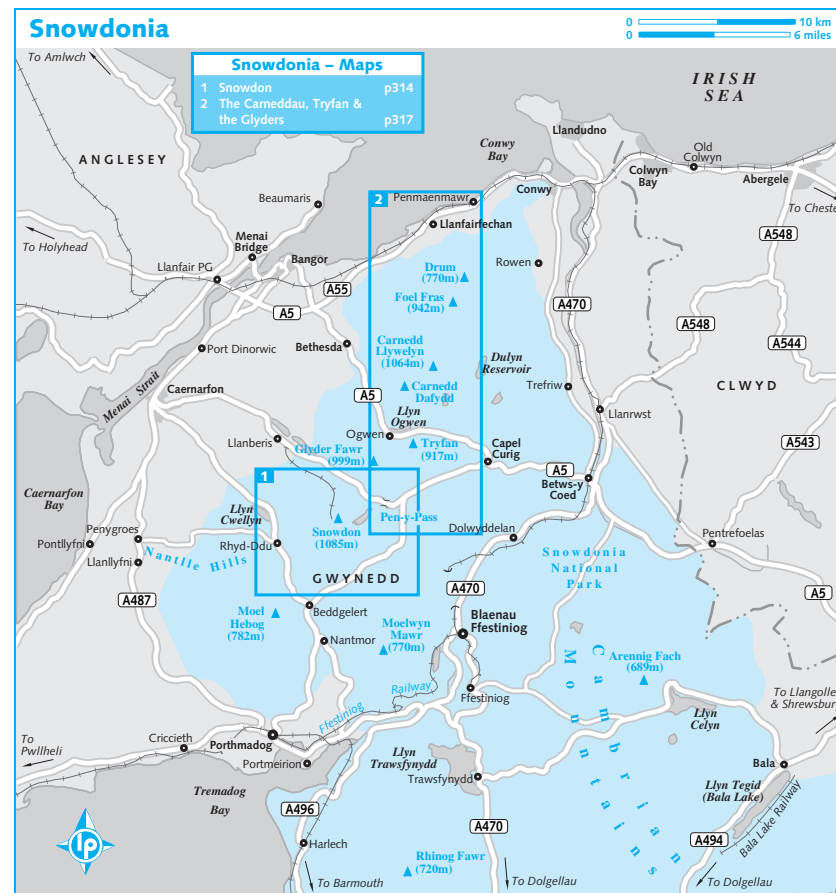 Snowdonia
0 10 km
0 6 miles
Snowdonia – Maps
1 Snowdon p314
2 The Carneddau, Tryfan &
the Glyders p317
To Amlwch
IRISH
SEA
Llandudno
Conwy
Bay
Old
Colwyn
ANGLESEY
Colwyn
Bay
Abergele
Conwy
Beaumaris
2
Penmaenmawr
To Cheste
Llanfairfechan
Menai
Bridge
A548
To Holyhead
Bangor
Llanfair PG
Rowen
Drum
(770m)
A55
A470
Foel Fras
(942m)
A5
A548
Bethesda
Port Dinorwic
Carnedd
Llywelyn
(1064m)
Dulyn
Reservoir
A544
Menai Strait
Caernarfon
Carnedd
Dafydd
Trefriw
CLWYD
A5
Llyn
Ogwen
Llanrwst
Llanberis
Ogwen
Tryfan
(917m)
Capel
Curig
A543
Glyder Fawr
(999m)
A5
1
Betws-y
Coed
Caernarfon
Bay
Llyn
Cwellyn
Pen-y-Pass
Snowdon
(1085m)
Dolwyddelan
Penygroes
Pontllyfni
Rhyd-Ddu
Pentrefoelas
Nantlle Hills
Snowdonia
National
Park
Llanllyfni
GWYNEDD
A470
A5
A487
Beddgelert
Moel
Hebog
(782m)
Moelwyn
Mawr
(770m)
Blaenau
Ffestiniog
Nantmor
Cambrian
Mountains
Arennig Fach
(689m)
Ffestiniog
Railway
Ffestiniog
To Llangolle
& Shrewsbury
Llyn
Celyn
To
Pwllheli
Criccieth
Porthmadog
Portmeirion
Llyn
Trawsfynydd
Trawsfynydd
Bala
Tremadog
Bay
Llyn Tegid
(Bala Lake)
Bala Lake Railway
A496
A470
A494
Harlech
lp
Rhinog Fawr
(720m)
To Barmouth
To Dolgellau
To Dolgellau